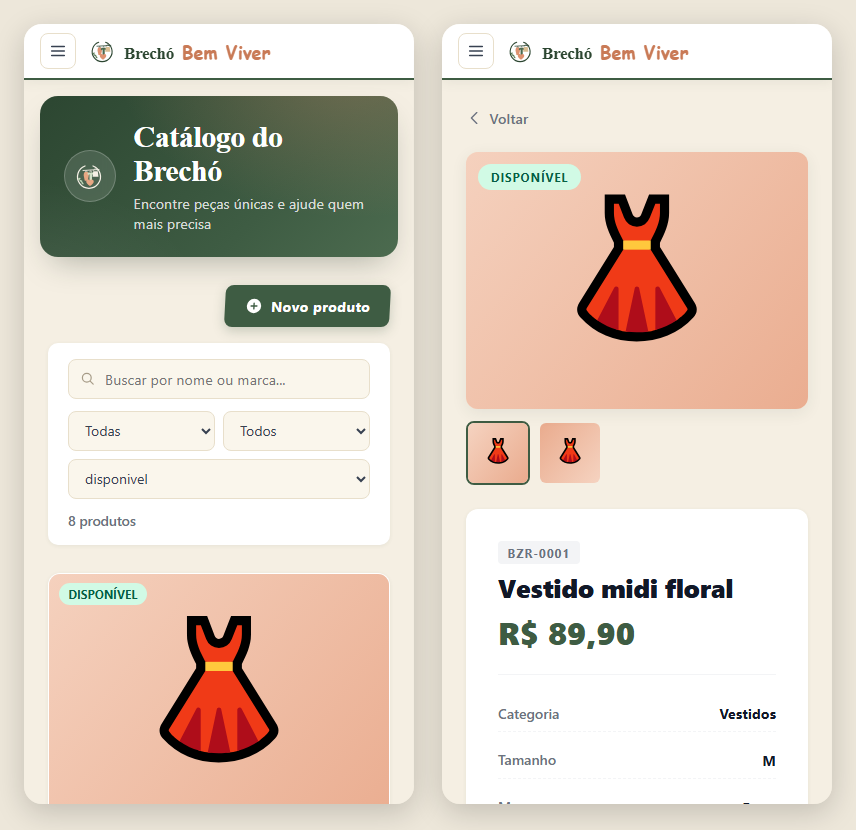 Brechó Bem Viver
Catálogo do
Brechó
Encontre peças únicas e ajude quem
mais precisa
Novo produto
Buscar por nome ou marca...
Todas
Todos
disponivel
8 produtos
DISPONÍVEL
Brechó Bem Viver
Voltar
DISPONÍVEL
BZR-0001
Vestido midi floral
R$ 89,90
Categoria
Vestidos
Tamanho
M